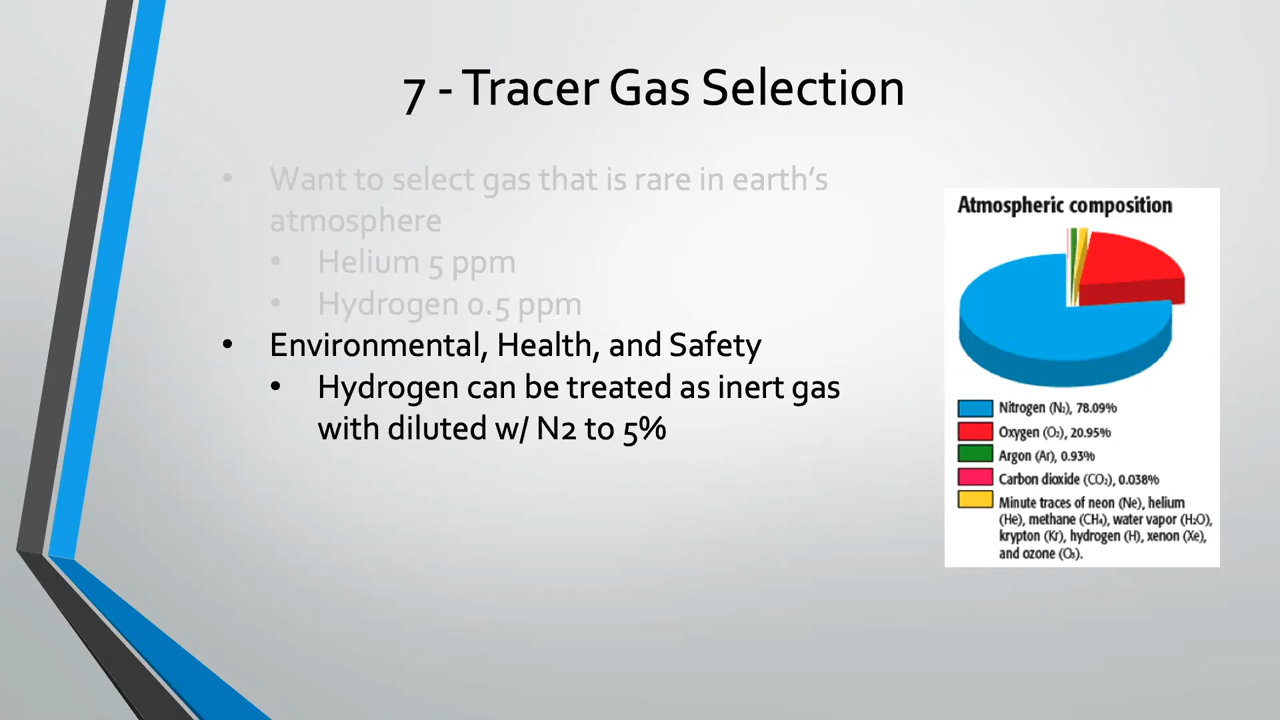 7 - Tracer Gas Selection
• Want to select gas that is rare in earth’s
atmosphere
• Helium 5 ppm
• Hydrogen 0.5 ppm
• Environmental, Health, and Safety
• Hydrogen can be treated as inert gas
with diluted w/ N2 to 5%
Atmospheric composition
Nitrogen (N₂), 78.09%
Oxygen (O₂), 20.95%
Argon (Ar), 0.93%
Carbon dioxide (CO₂), 0.038%
Minute traces of neon (Ne), helium
(He), methane (CH₄), water vapor (H₂O),
krypton (Kr), hydrogen (H), xenon (Xe),
and ozone (O₃).